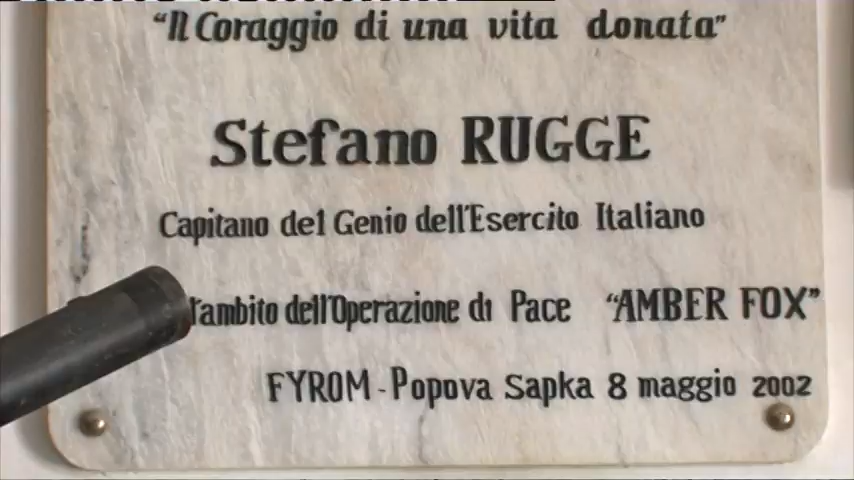 "Il Coraggio di una vita donata"
Stefano RUGGE
Capitano del Genio dell'Esercito Italiano
l'ambito dell'Operazione di Pace "AMBER FOX"
FYROM - Popova Sapka 8 maggio 2002